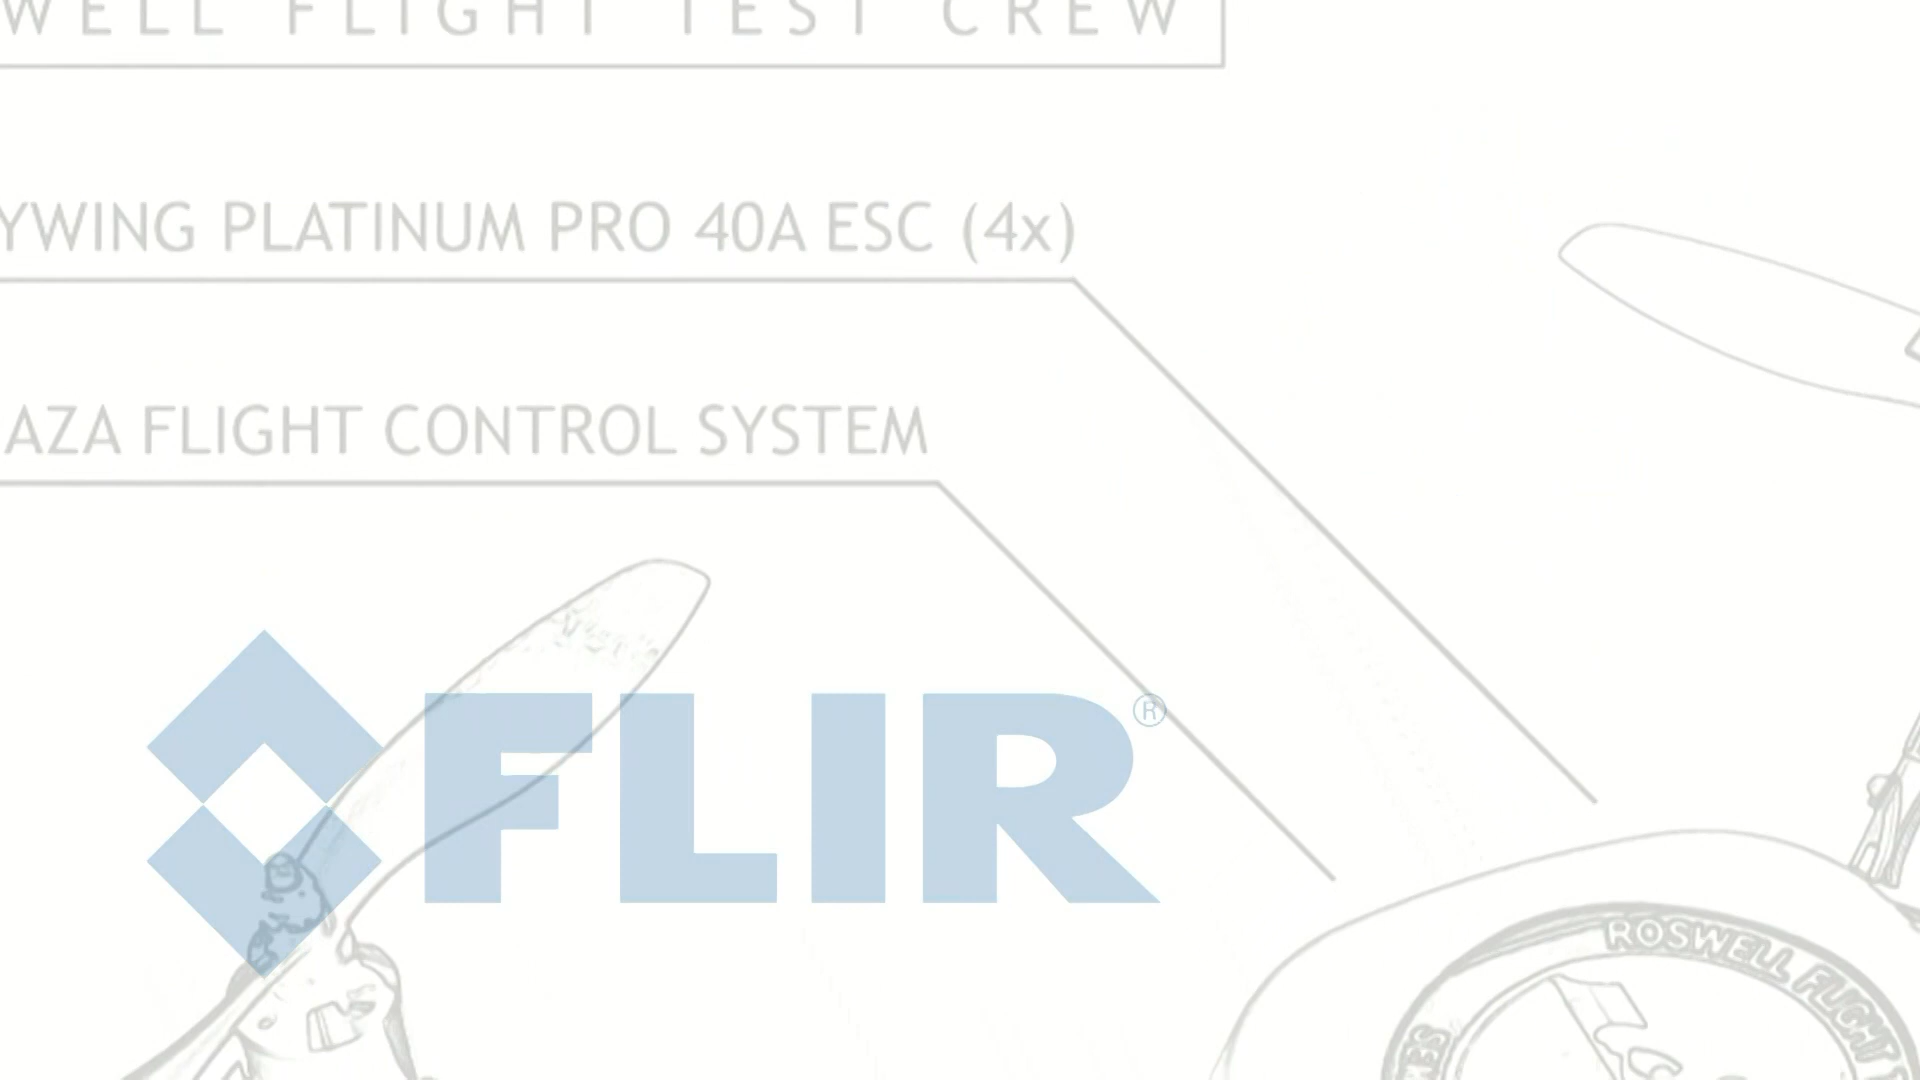 WELL FLIGHT TEST CREW
YWING PLATINUM PRO 40A ESC (4x)
AZA FLIGHT CONTROL SYSTEM
FLIR®
ROSWELL FLIGHT